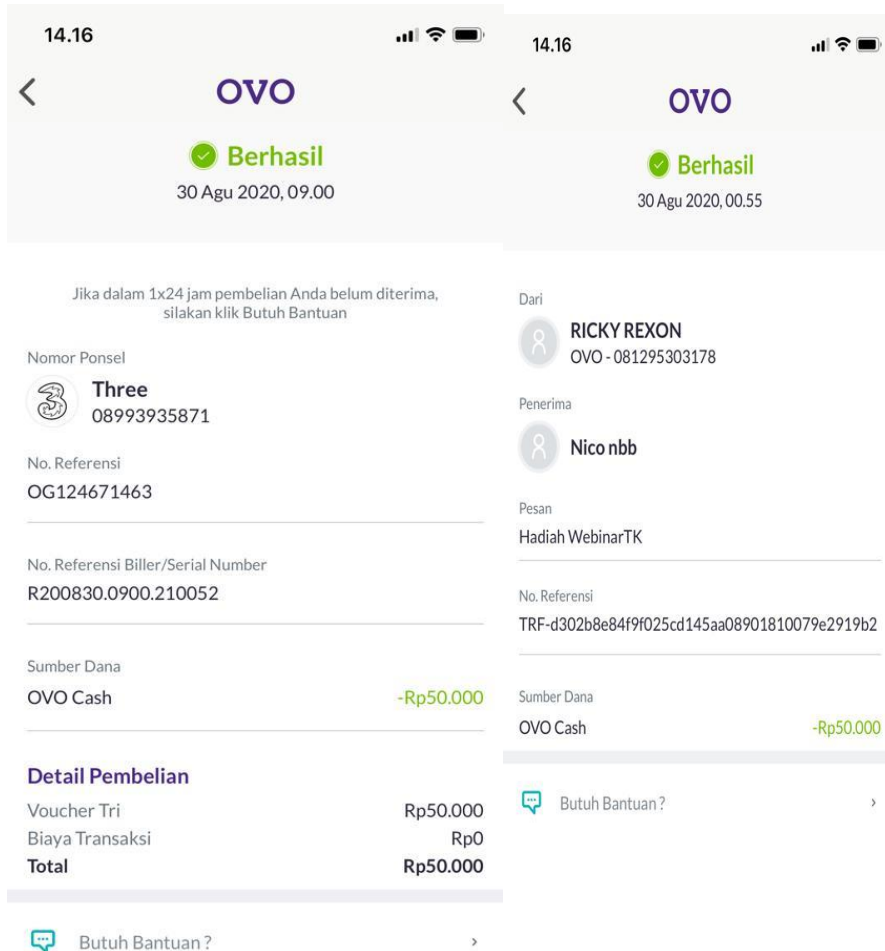 14.16
OVO
Berhasil
30 Agu 2020, 09.00
Jika dalam 1x24 jam pembelian Anda belum diterima,
silakan klik Butuh Bantuan
Nomor Ponsel
3
Three
08993935871
No. Referensi
OG124671463
No. Referensi Biller/Serial Number
R200830.0900.210052
Sumber Dana
OVO Cash -Rp50.000
Detail Pembelian
Voucher Tri Rp50.000
Biaya Transaksi Rp0
Total Rp50.000
Butuh Bantuan ?
14.16
OVO
Berhasil
30 Agu 2020, 00.55
Dari
RICKY REXON
OVO - 081295303178
Penerima
Nico nbb
Pesan
Hadiah WebinarTK
No. Referensi
TRF-d302b8e84f9f025cd145aa08901810079e2919b2
Sumber Dana
OVO Cash -Rp50.000
Butuh Bantuan ?